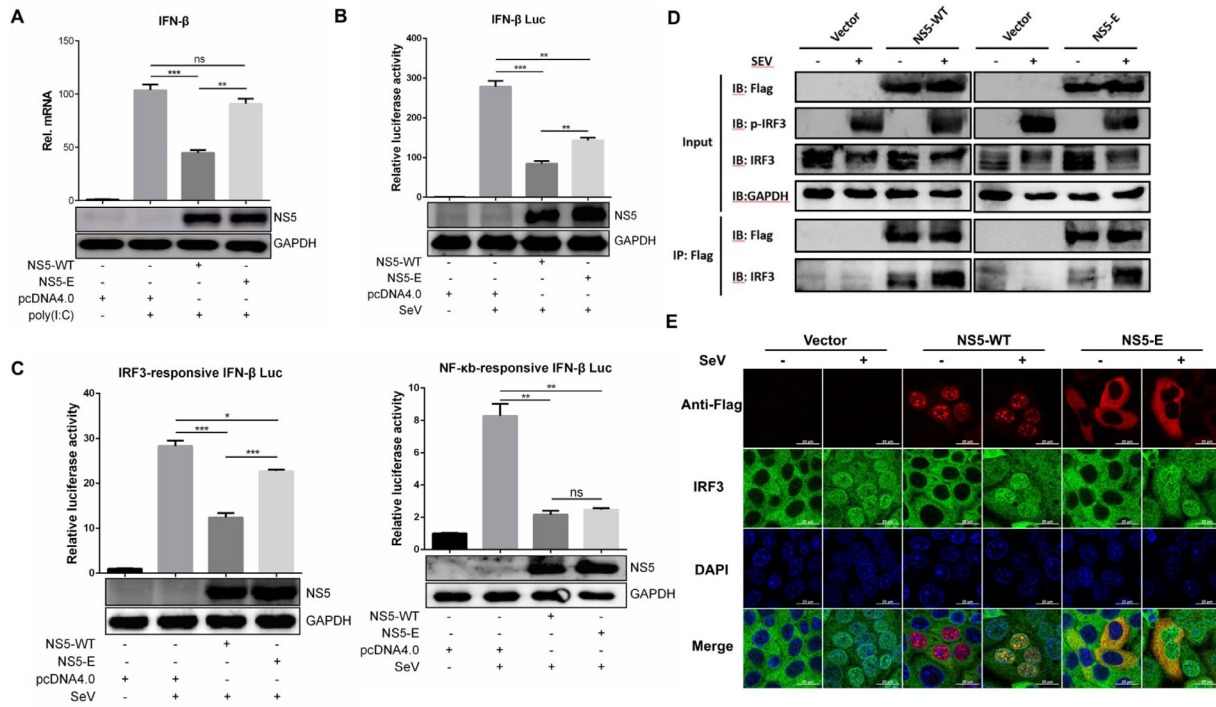 A
IFN-β
Rel. mRNA
150
100
50
0
ns
***
**
NS5
GAPDH
NS5-WT - - + -
NS5-E - - - +
pcDNA4.0 + + - -
poly(I:C) - + + +
B
IFN-β Luc
Relative luciferase activity
400
300
200
100
0
**
***
**
NS5
GAPDH
NS5-WT - - + -
NS5-E - - - +
pcDNA4.0 + + - -
SeV - + + +
C
IRF3-responsive IFN-β Luc
Relative luciferase activity
40
30
20
10
0
*
***
***
NS5
GAPDH
NS5-WT - - + -
NS5-E - - - +
pcDNA4.0 + + - -
SeV - + + +
NF-κb-responsive IFN-β Luc
Relative luciferase activity
10
8
6
4
2
0
**
**
ns
NS5
GAPDH
NS5-WT - - + -
NS5-E - - - +
pcDNA4.0 + + - -
SeV - + + +
D
Vector NS5-WT Vector NS5-E
SEV - + - + - + - +
Input
IB: Flag
IB: p-IRF3
IB: IRF3
IB:GAPDH
IP: Flag
IB: Flag
IB: IRF3
E
Vector NS5-WT NS5-E
SeV - + - + - +
Anti-Flag
IRF3
DAPI
Merge